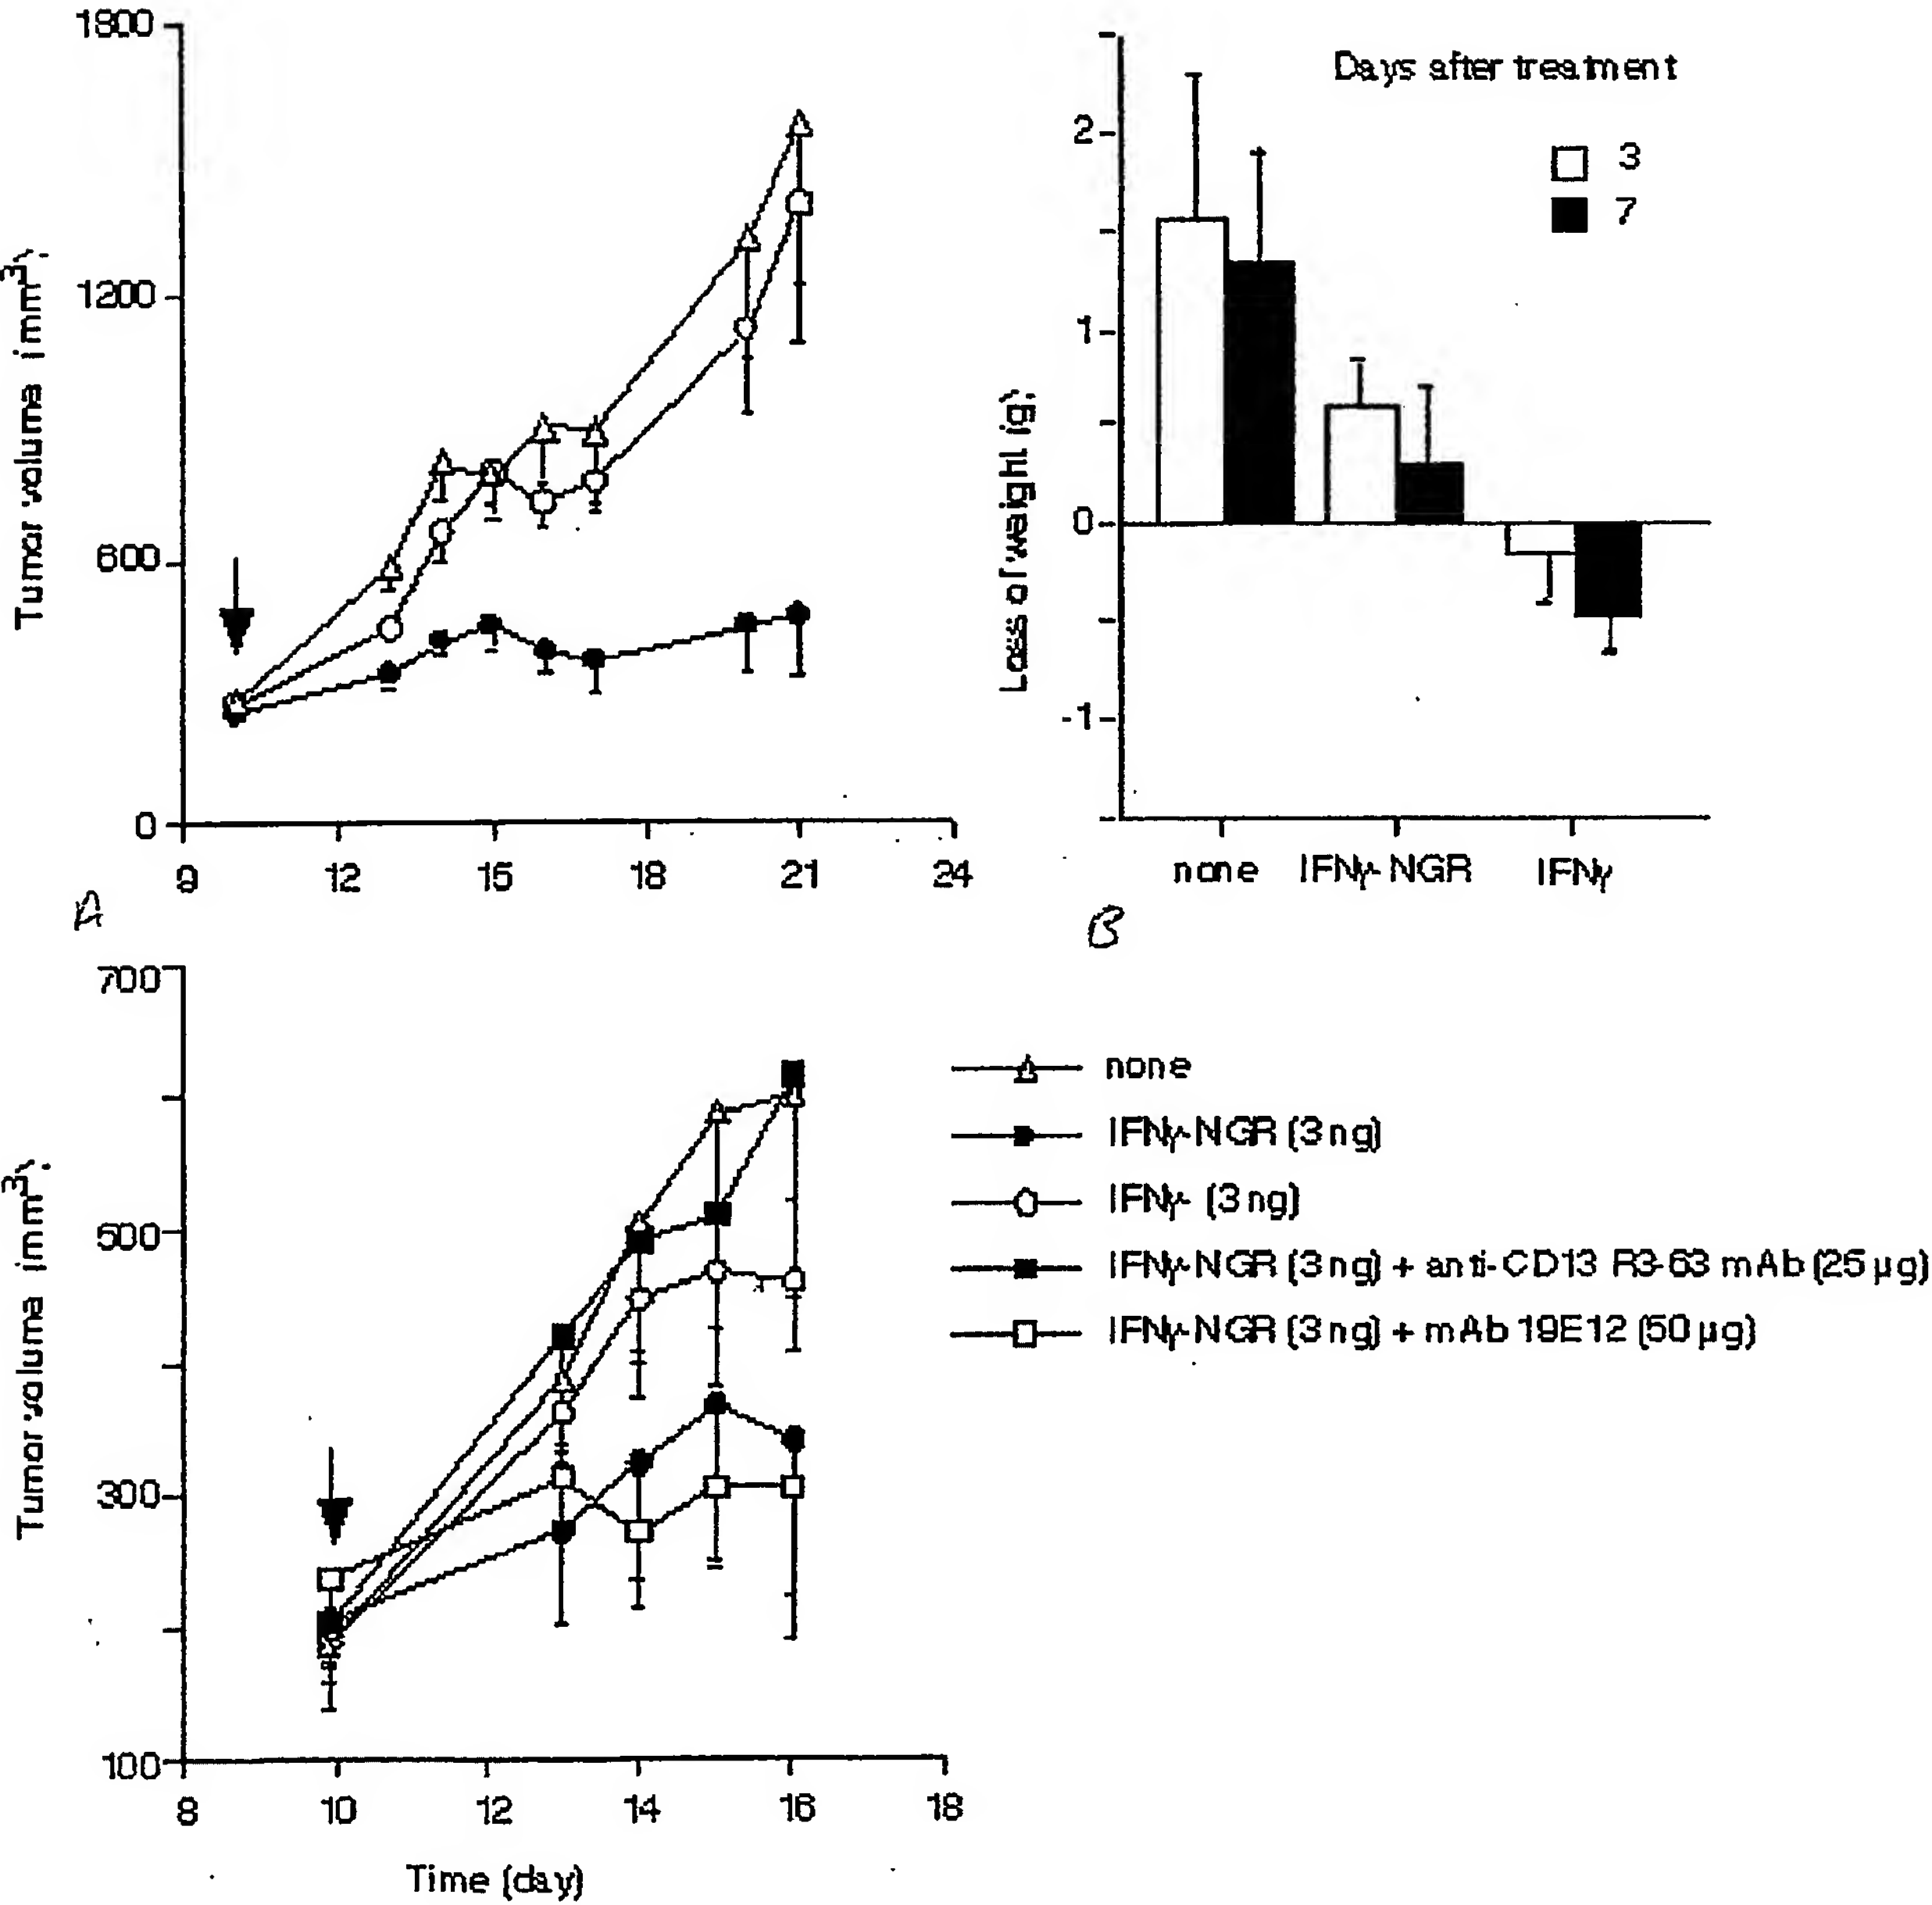 1800
1200
600
0
Tumor volume (mm³)
9 12 15 18 21 24
A
Days after treatment
3
7
2
1
0
-1
Loss of weight (g)
none IFNγ-NGR IFNγ
B
700
500
300
100
Tumor volume (mm³)
8 10 12 14 16 18
Time (day)
none
IFNγ-NGR (3 ng)
IFNγ- (3 ng)
IFNγ-NGR (3 ng) + anti-CD13 R3-63 mAb (25 µg)
IFNγ-NGR (3 ng) + mAb 19E12 (50 µg)